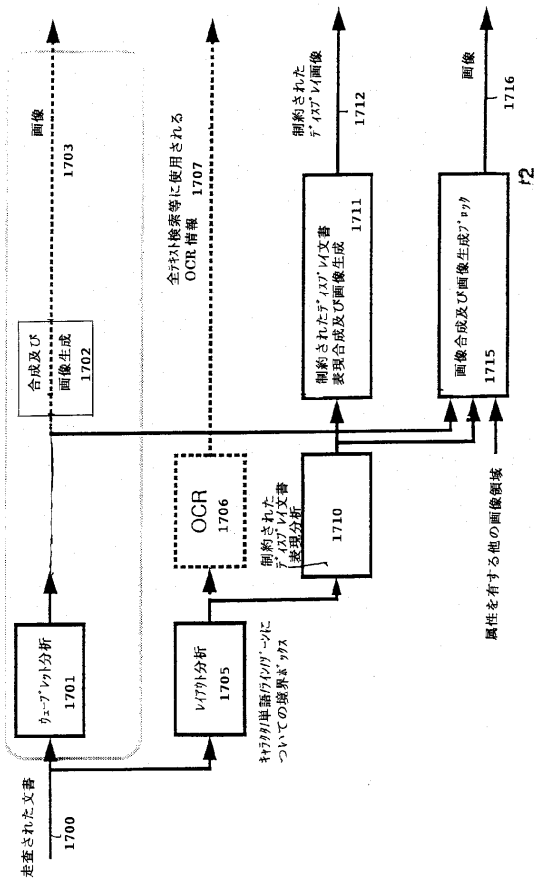 走査された文書
1700
ウェーブレット分析
1701
合成及び
画像生成
1702
画像
1703
レイアウト分析
1705
キャラクタ/単語/ライン/ゾーンに
ついての境界ボックス
OCR
1706
全テキスト検索等に使用される
OCR 情報
1707
制約された
ディスプレイ文書
表現分析
1710
制約されたディスプレイ文書
表現合成及び画像生成
1711
制約された
ディスプレイ画像
1712
属性を有する他の画像領域
画像合成及び画像生成ブロック
1715
画像
1716